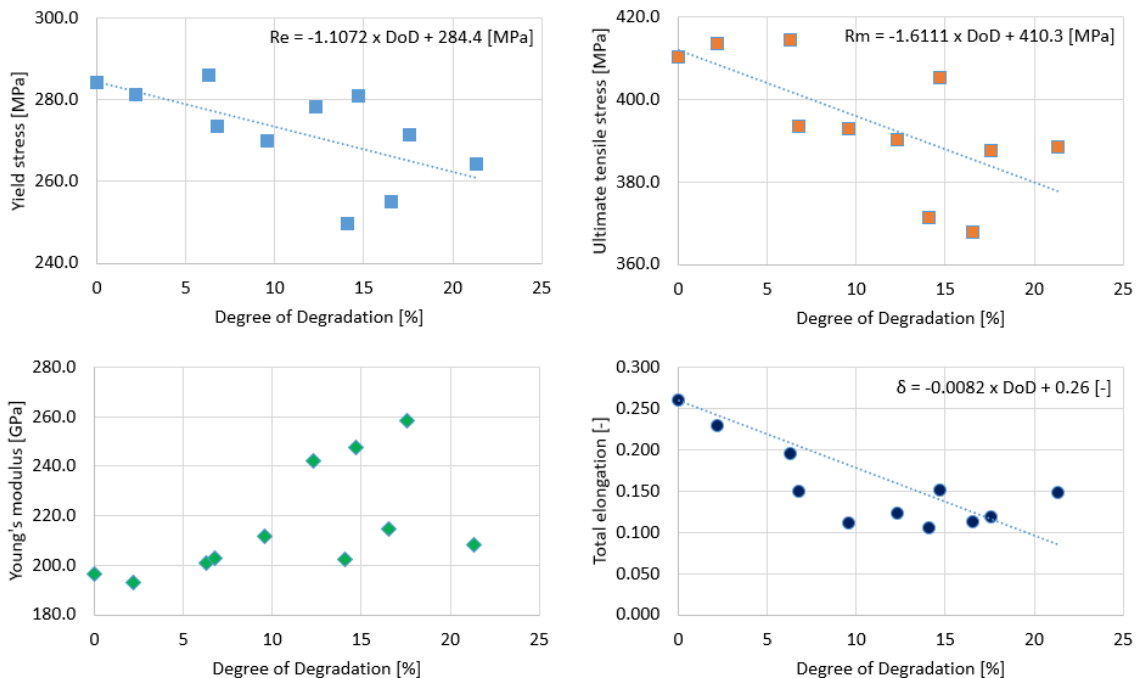 Re = -1.1072 x DoD + 284.4 [MPa]
Yield stress [MPa]
300.0
280.0
260.0
240.0
0 5 10 15 20 25
Degree of Degradation [%]
Rm = -1.6111 x DoD + 410.3 [MPa]
Ultimate tensile stress [MPa]
420.0
400.0
380.0
360.0
0 5 10 15 20 25
Degree of Degradation [%]
Young's modulus [GPa]
280.0
260.0
240.0
220.0
200.0
180.0
0 5 10 15 20 25
Degree of Degradation [%]
δ = -0.0082 x DoD + 0.26 [-]
Total elongation [-]
0.300
0.250
0.200
0.150
0.100
0.050
0.000
0 5 10 15 20 25
Degree of Degradation [%]